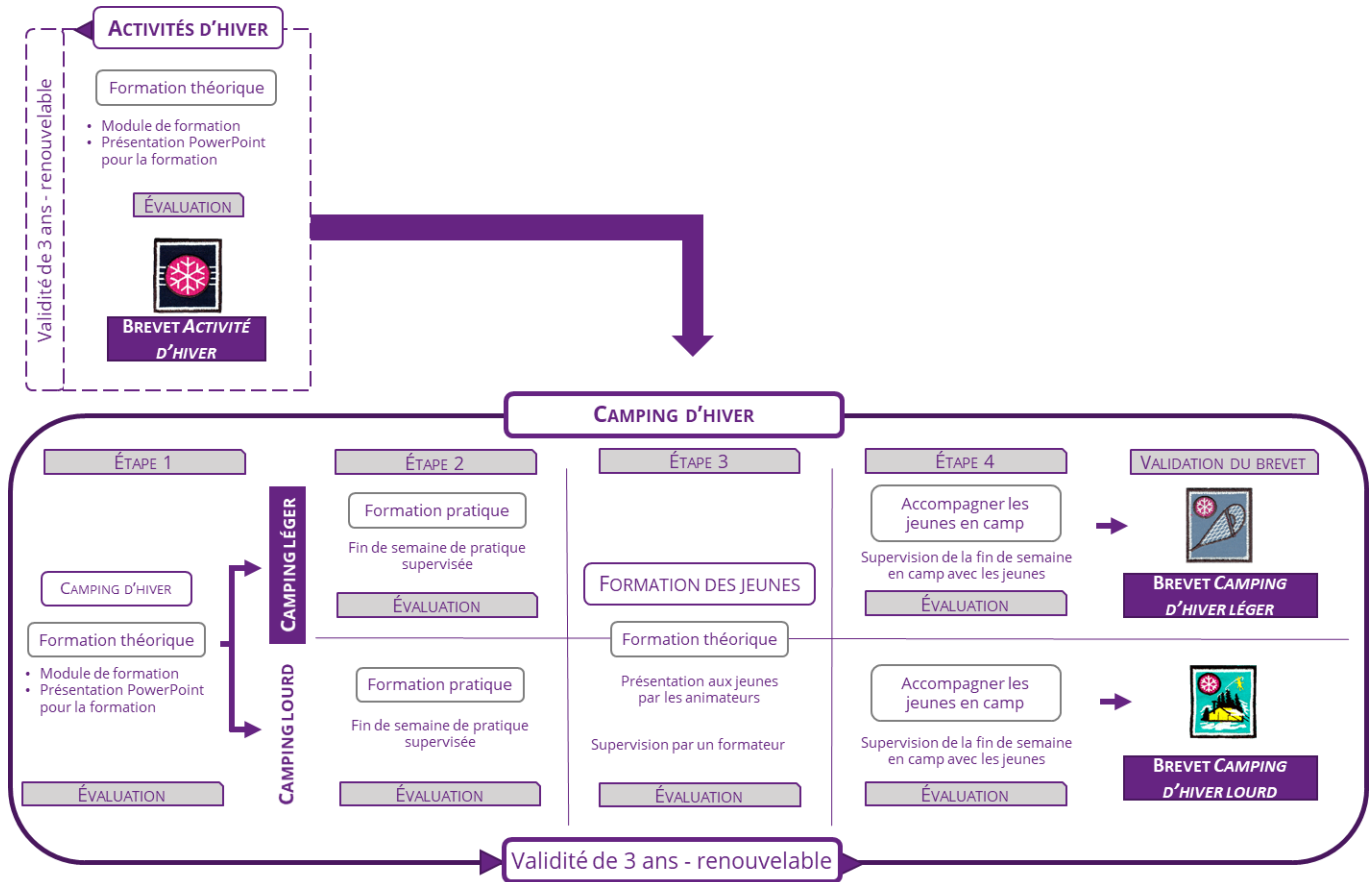 ACTIVITÉS D'HIVER
Validité de 3 ans - renouvelable
Formation théorique
• Module de formation
• Présentation PowerPoint
pour la formation
ÉVALUATION
BREVET ACTIVITÉ
D'HIVER
CAMPING D'HIVER
ÉTAPE 1
CAMPING D'HIVER
Formation théorique
• Module de formation
• Présentation PowerPoint
pour la formation
ÉVALUATION
CAMPING LÉGER
CAMPING LOURD
ÉTAPE 2
Formation pratique
Fin de semaine de pratique
supervisée
ÉVALUATION
Formation pratique
Fin de semaine de pratique
supervisée
ÉVALUATION
ÉTAPE 3
FORMATION DES JEUNES
Formation théorique
Présentation aux jeunes
par les animateurs
Supervision par un formateur
ÉVALUATION
ÉTAPE 4
Accompagner les
jeunes en camp
Supervision de la fin de semaine
en camp avec les jeunes
ÉVALUATION
Accompagner les
jeunes en camp
Supervision de la fin de semaine
en camp avec les jeunes
ÉVALUATION
VALIDATION DU BREVET
BREVET CAMPING
D'HIVER LÉGER
BREVET CAMPING
D'HIVER LOURD
Validité de 3 ans - renouvelable